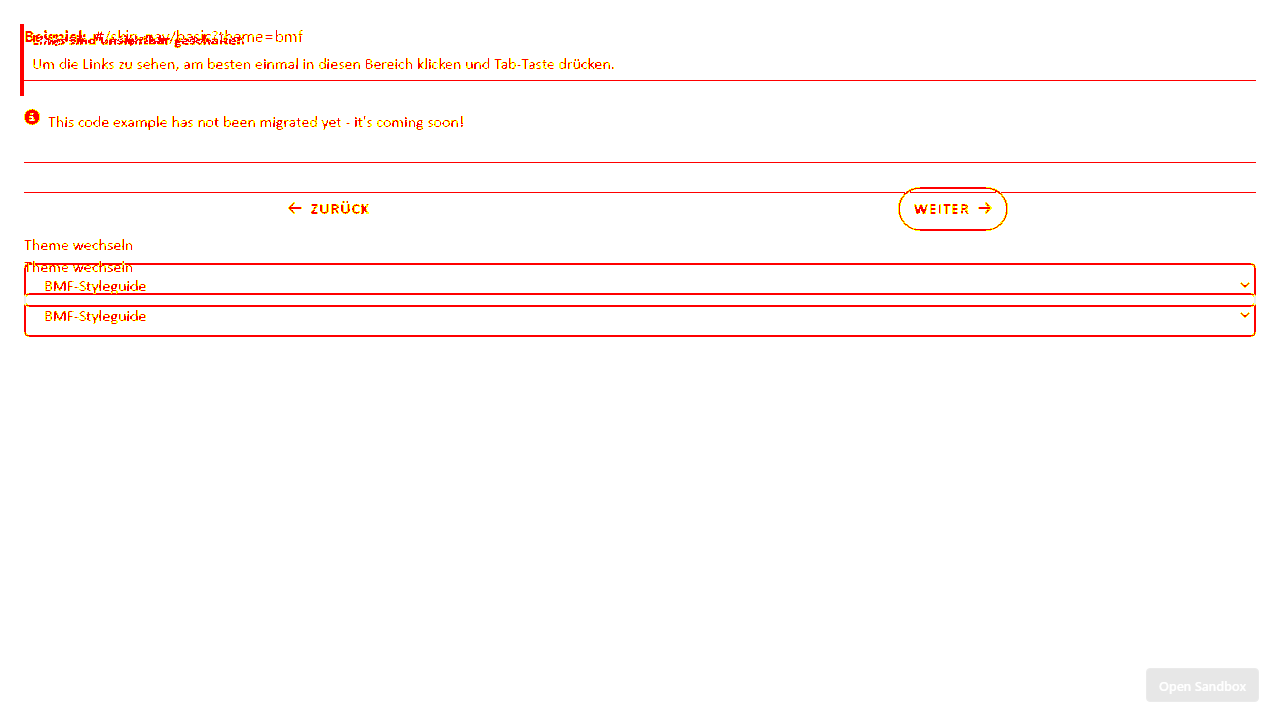 Beispiel: #/skip-nav/basic?theme=bmf
Links sind unsichtbar geschaltet.
Um die Links zu sehen, am besten einmal in diesen Bereich klicken und Tab-Taste drücken.
This code example has not been migrated yet - it's coming soon!
ZURÜCK
WEITER
Theme wechseln
Theme wechseln
BMF-Styleguide
BMF-Styleguide
Open Sandbox